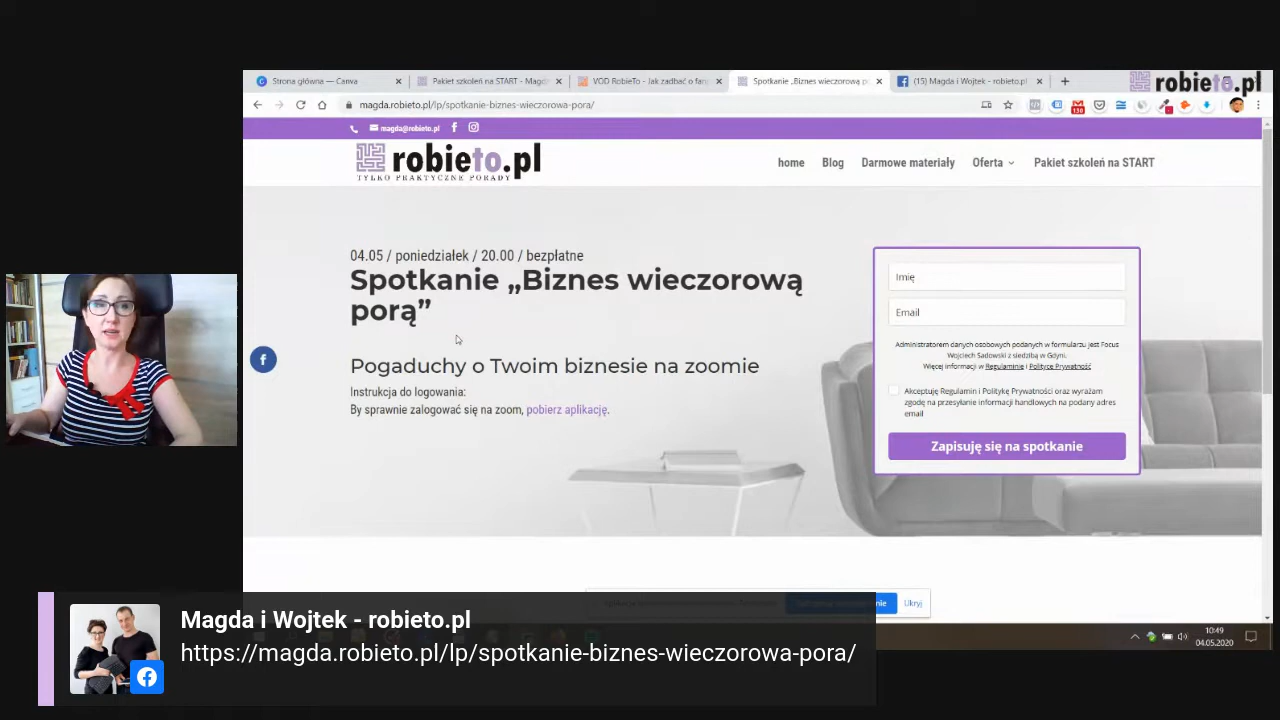 Strona główna — Canva
Pakiet szkoleń na START - Magd
VOD RobieTo - Jak zadbać o fan
Spotkanie „Biznes wieczorową p
(15) Magda i Wojtek - robieto.pl
robieto.pl
magda.robieto.pl/lp/spotkanie-biznes-wieczorowa-pora/
magda@robieto.pl
robieto.pl
TYLKO PRAKTYCZNE PORADY
home Blog Darmowe materiały Oferta Pakiet szkoleń na START
04.05 / poniedziałek / 20.00 / bezpłatne
Spotkanie „Biznes wieczorową
porą”
Pogaduchy o Twoim biznesie na zoomie
Instrukcja do logowania:
By sprawnie zalogować się na zoom, pobierz aplikację.
Imię
Email
Administratorem danych osobowych podanych w formularzu jest Focus
Wojciech Sadowski z siedzibą w Gdyni.
Więcej informacji w Regulaminie i Polityce Prywatność
Akceptuję Regulamin i Politykę Prywatności oraz wyrażam
zgodę na przesyłanie informacji handlowych na podany adres
email
Zapisuję się na spotkanie
Ukryj
10:49
04.05.2020
Magda i Wojtek - robieto.pl
https://magda.robieto.pl/lp/spotkanie-biznes-wieczorowa-pora/